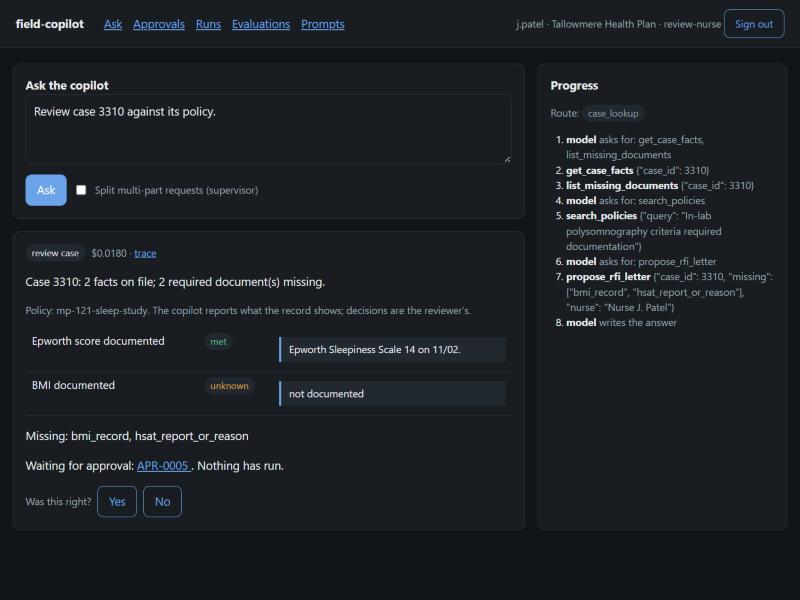 field-copilot Ask Approvals Runs Evaluations Prompts j.patel · Tallowmere Health Plan · review-nurse Sign out
Ask the copilot
Review case 3310 against its policy.
Ask Split multi-part requests (supervisor)
review case $0.0180 · trace
Case 3310: 2 facts on file; 2 required document(s) missing.
Policy: mp-121-sleep-study. The copilot reports what the record shows; decisions are the reviewer's.
Epworth score documented met Epworth Sleepiness Scale 14 on 11/02.
BMI documented unknown not documented
Missing: bmi_record, hsat_report_or_reason
Waiting for approval: APR-0005 . Nothing has run.
Was this right? Yes No
Progress
Route: case_lookup
1. model asks for: get_case_facts,
list_missing_documents
2. get_case_facts {"case_id": 3310}
3. list_missing_documents {"case_id": 3310}
4. model asks for: search_policies
5. search_policies {"query": "In-lab
polysomnography criteria required
documentation"}
6. model asks for: propose_rfi_letter
7. propose_rfi_letter {"case_id": 3310, "missing":
["bmi_record", "hsat_report_or_reason"],
"nurse": "Nurse J. Patel"}
8. model writes the answer